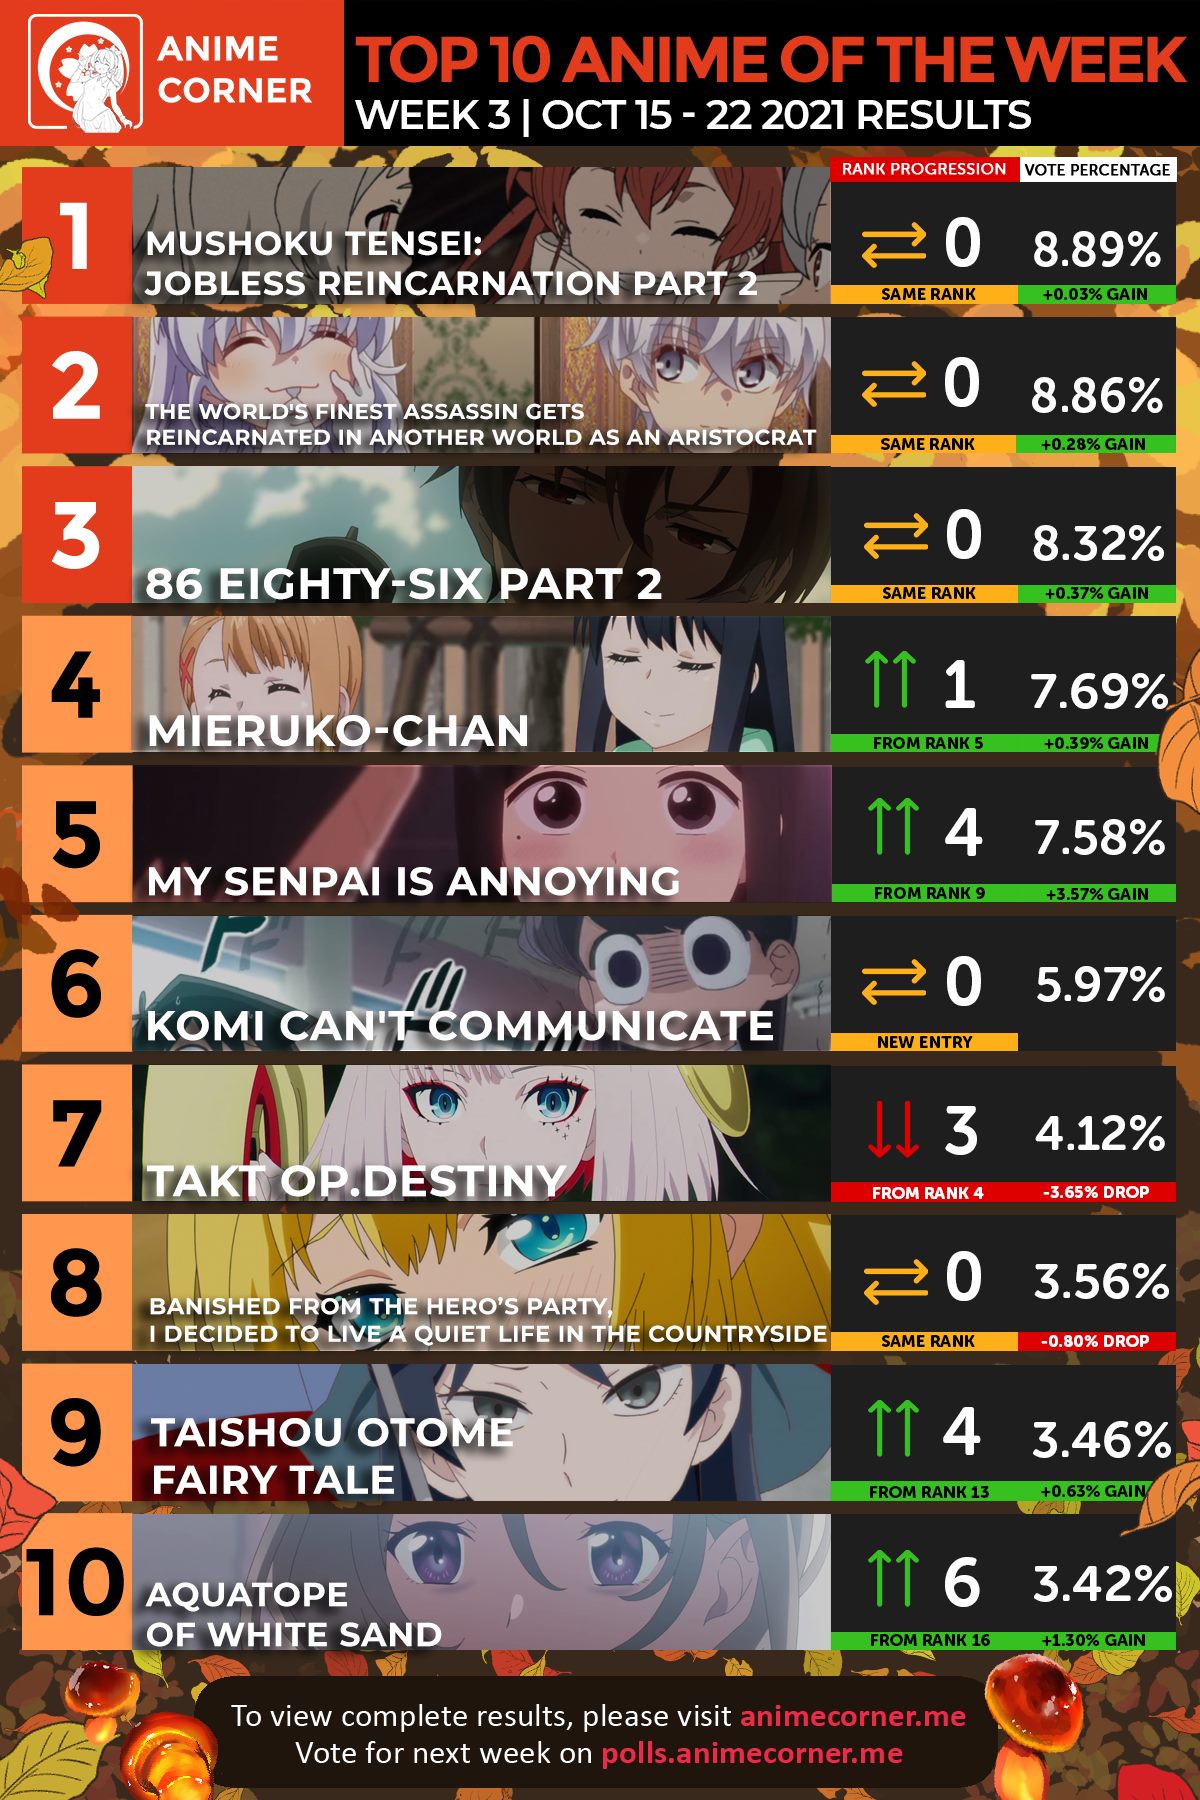 ANIME
CORNER
TOP 10 ANIME OF THE WEEK
WEEK 3 | OCT 15 - 22 2021 RESULTS
RANK PROGRESSION
VOTE PERCENTAGE
1
MUSHOKU TENSEI:
JOBLESS REINCARNATION PART 2
0
8.89%
SAME RANK
+0.03% GAIN
2
THE WORLD'S FINEST ASSASSIN GETS
REINCARNATED IN ANOTHER WORLD AS AN ARISTOCRAT
0
8.86%
SAME RANK
+0.28% GAIN
3
86 EIGHTY-SIX PART 2
0
8.32%
SAME RANK
+0.37% GAIN
4
MIERUKO-CHAN
1
7.69%
FROM RANK 5
+0.39% GAIN
5
MY SENPAI IS ANNOYING
4
7.58%
FROM RANK 9
+3.57% GAIN
6
KOMI CAN'T COMMUNICATE
0
5.97%
NEW ENTRY
7
TAKT OP.DESTINY
3
4.12%
FROM RANK 4
-3.65% DROP
8
BANISHED FROM THE HERO'S PARTY,
I DECIDED TO LIVE A QUIET LIFE IN THE COUNTRYSIDE
0
3.56%
SAME RANK
-0.80% DROP
9
TAISHOU OTOME
FAIRY TALE
4
3.46%
FROM RANK 13
+0.63% GAIN
10
AQUATOPE
OF WHITE SAND
6
3.42%
FROM RANK 16
+1.30% GAIN
To view complete results, please visit animecorner.me
Vote for next week on polls.animecorner.me